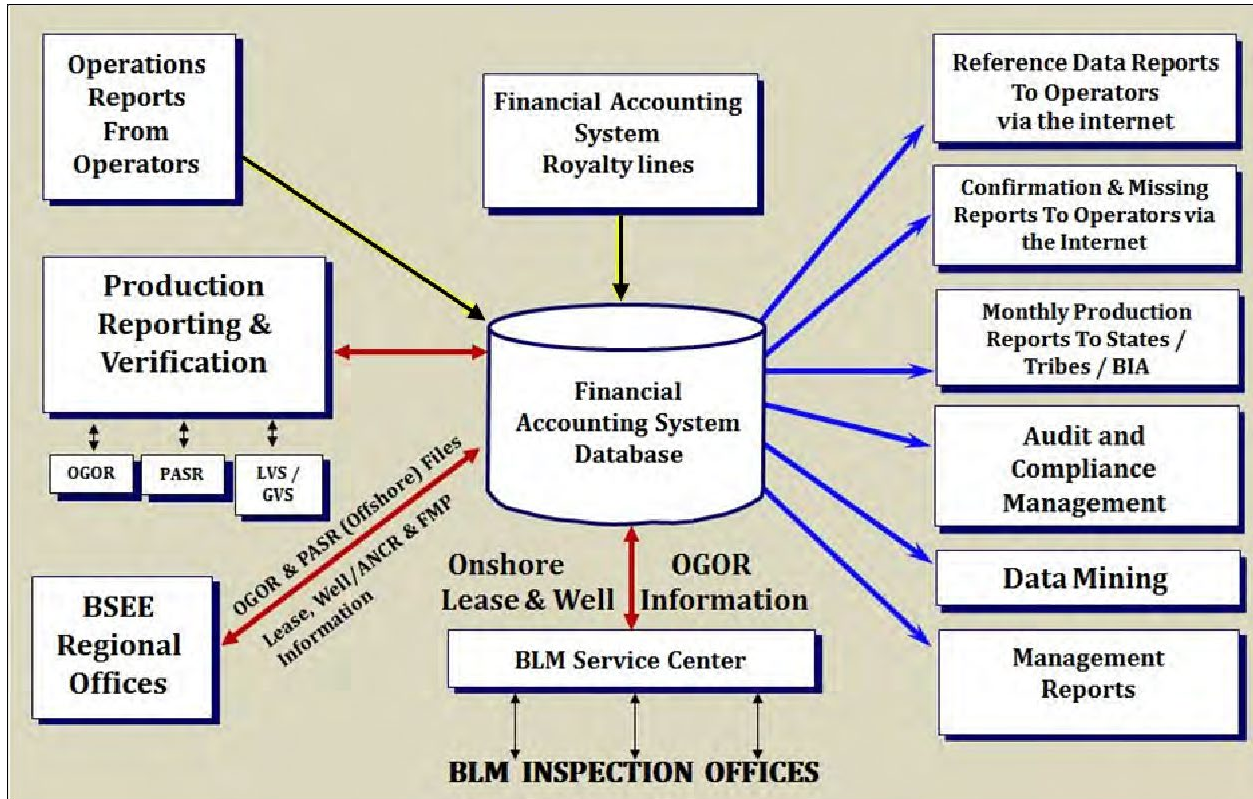 Operations
Reports
From
Operators
Financial Accounting
System
Royalty lines
Reference Data Reports
To Operators
via the internet
Confirmation & Missing
Reports To Operators via
the Internet
Production
Reporting &
Verification
Monthly Production
Reports To States /
Tribes / BIA
Financial
Accounting System
Database
OGOR
PASR
LVS /
GVS
Audit and
Compliance
Management
OGOR & PASR (Offshore) Files
Lease, Well/ANCR & FMP
Information
BSEE
Regional
Offices
Onshore
Lease & Well
OGOR
Information
Data Mining
BLM Service Center
Management
Reports
BLM INSPECTION OFFICES